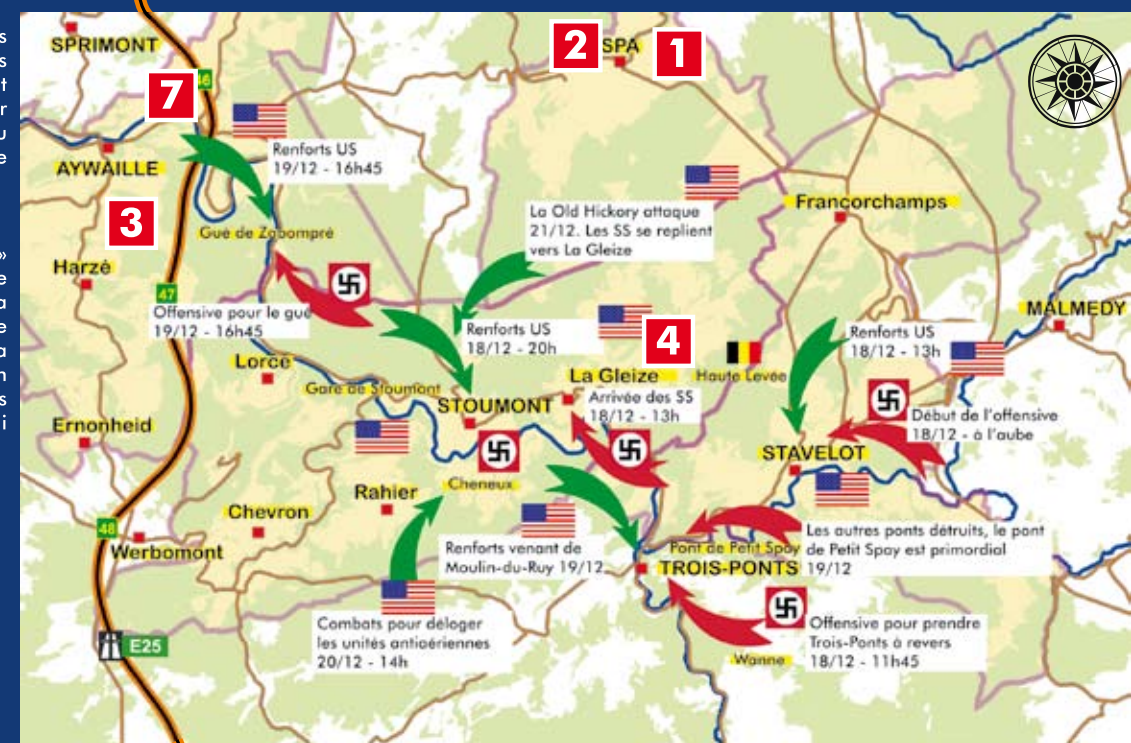 s
s
t
r
u
e
»
e
a
e
a
n
s
i
SPRIMONT
2
SPA
1
46
7
AYWAILLE
Renforts US
19/12 - 16h45
3
Gué de Zabompré
La Old Hickory attaque
21/12. Les SS se replient
vers La Gleize
Francorchamps
Harzé
47
Offensive pour le gué
19/12 - 16h45
MALMEDY
Renforts US
18/12 - 20h
4
Renforts US
18/12 - 13h
Lorcé
Gare de Stoumont
La Gleize
Haute Levée
Arrivée des SS
18/12 - 13h
STOUMONT
Début de l'offensive
18/12 - à l'aube
Ernonheid
STAVELOT
Rahier
Cheneux
Chevron
48
Werbomont
Renforts venant de
Moulin-du-Ruy 19/12
Pont de Petit Spay
TROIS-PONTS
Les autres ponts détruits, le pont
de Petit Spay est primordial
19/12
Combats pour déloger
les unités antiaériennes
20/12 - 14h
E25
Offensive pour prendre
Trois-Ponts à revers
18/12 - 11h45
Wanne